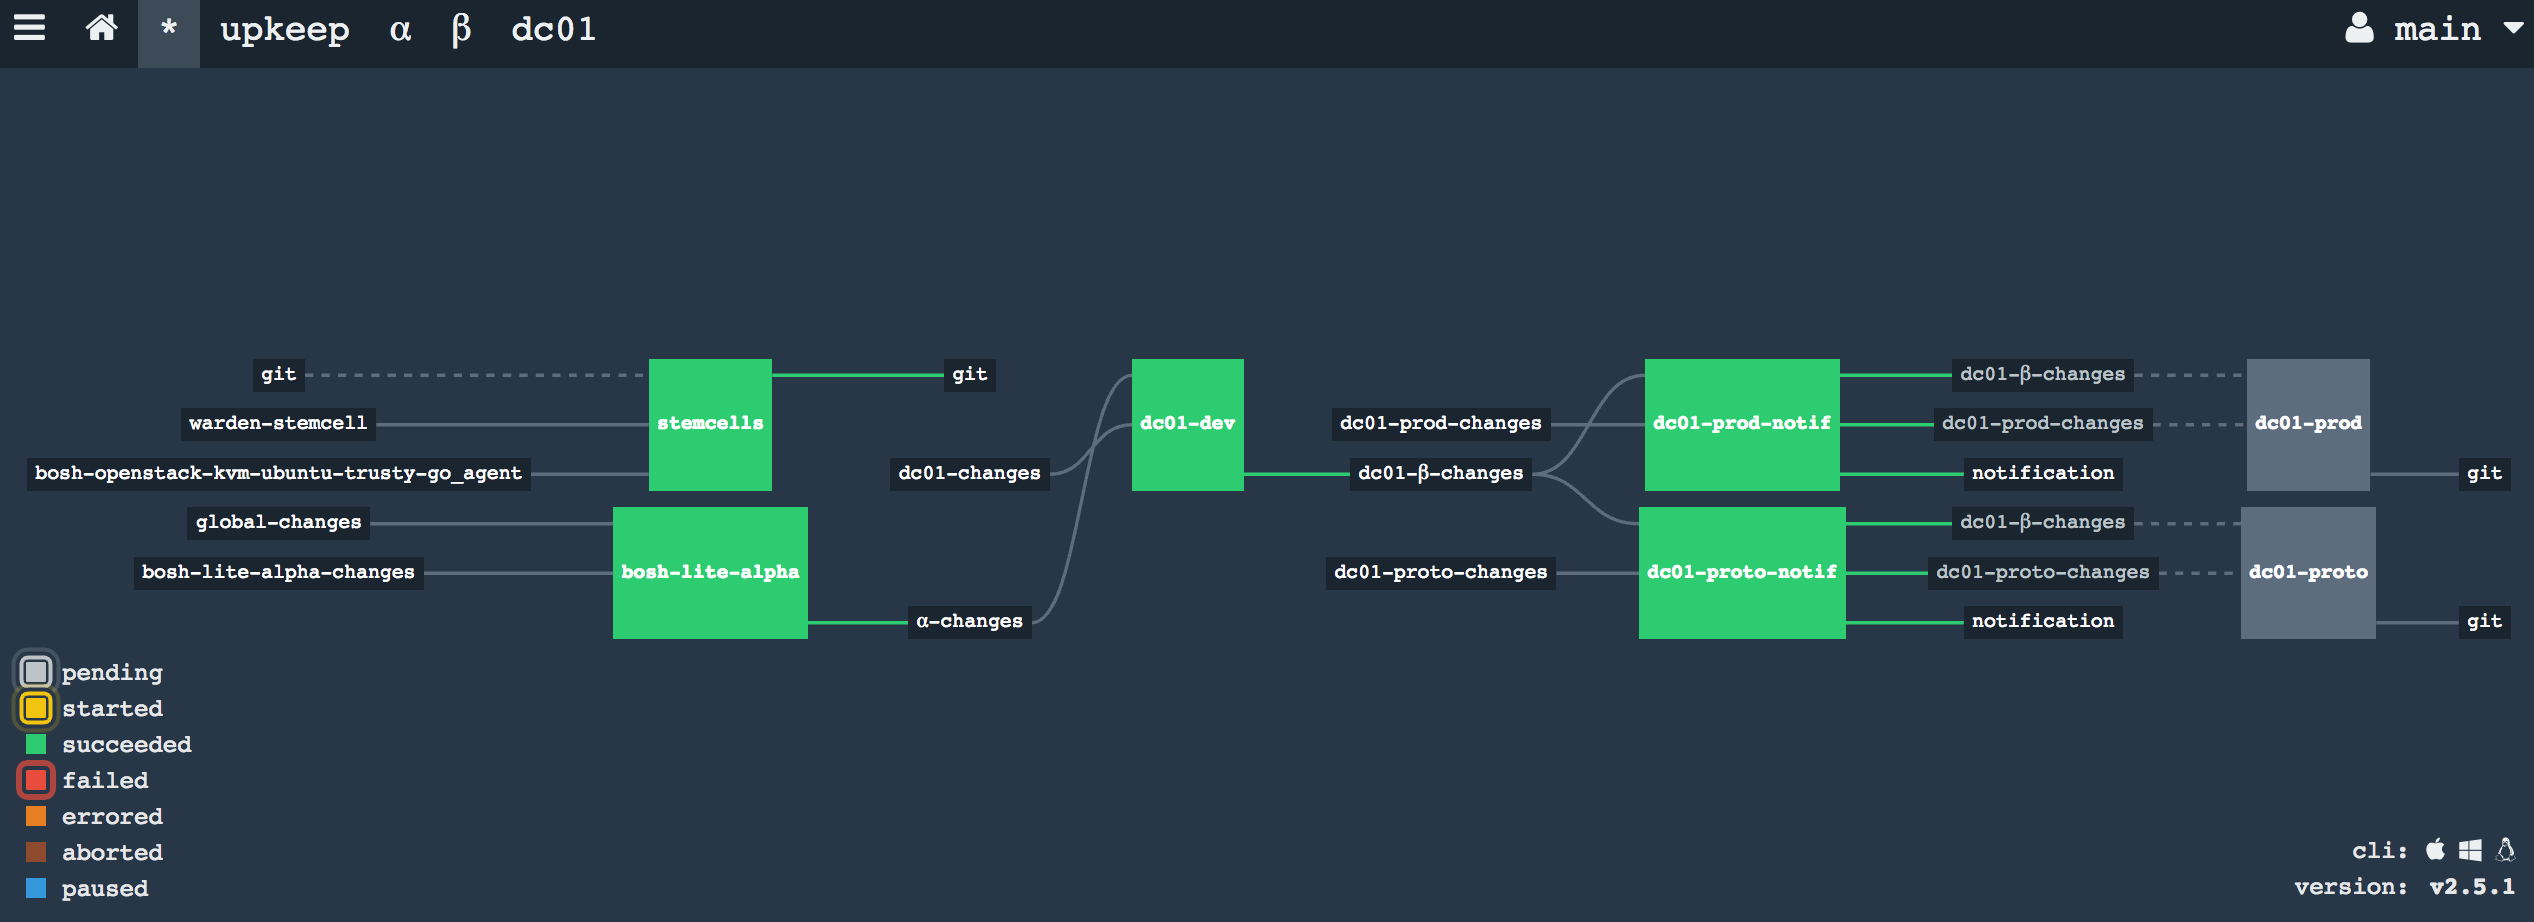 * upkeep α β dc01 main
git stemcells git dc01-dev dc01-prod-notif dc01-β-changes dc01-prod
warden-stemcell dc01-prod-changes dc01-prod-changes
bosh-openstack-kvm-ubuntu-trusty-go_agent dc01-changes dc01-β-changes notification git
global-changes bosh-lite-alpha dc01-proto-notif dc01-β-changes dc01-proto
bosh-lite-alpha-changes dc01-proto-changes dc01-proto-changes
α-changes notification git
pending
started
succeeded
failed
errored
aborted
paused
cli:
version: v2.5.1